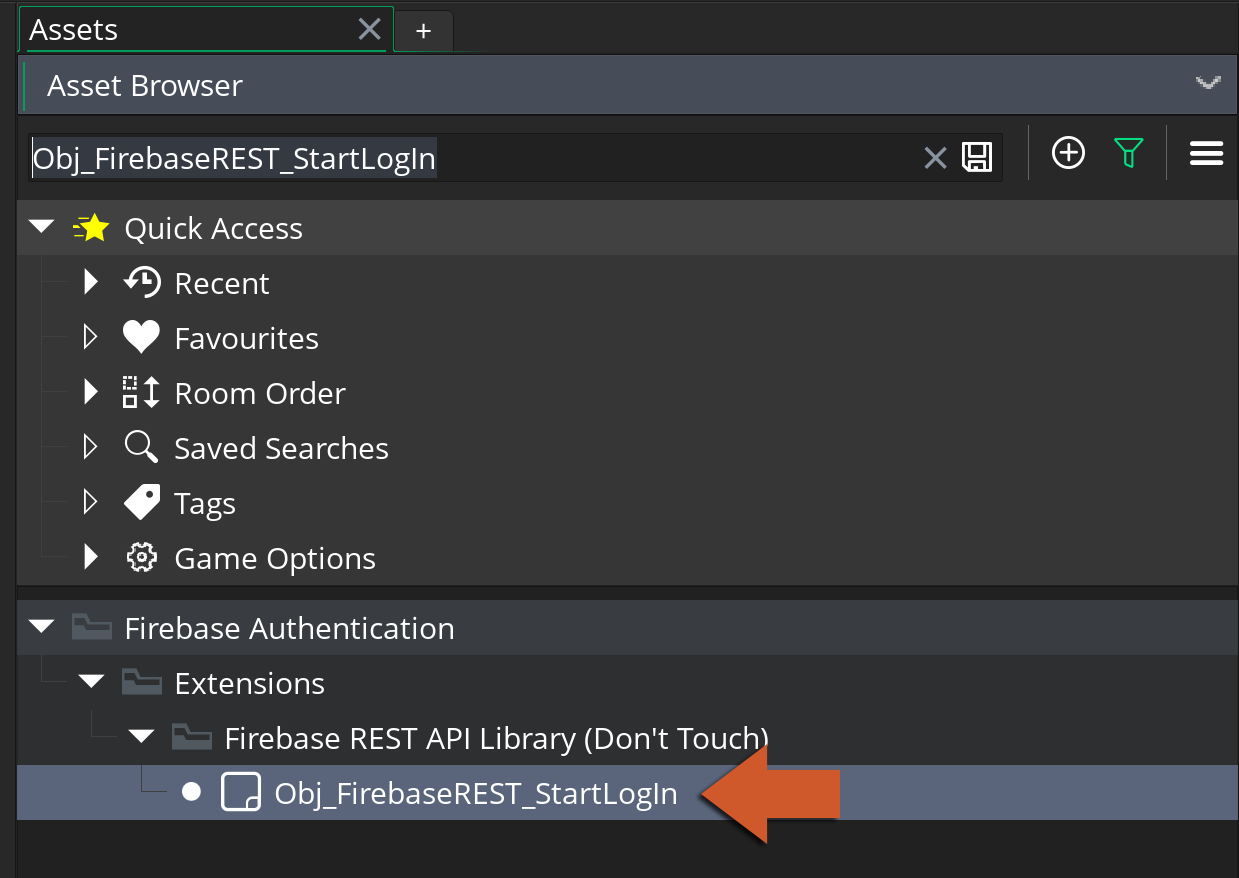 Assets
+
Asset Browser
Obj_FirebaseREST_StartLogIn
Quick Access
Recent
Favourites
Room Order
Saved Searches
Tags
Game Options
Firebase Authentication
Extensions
Firebase REST API Library (Don't Touch)
Obj_FirebaseREST_StartLogIn